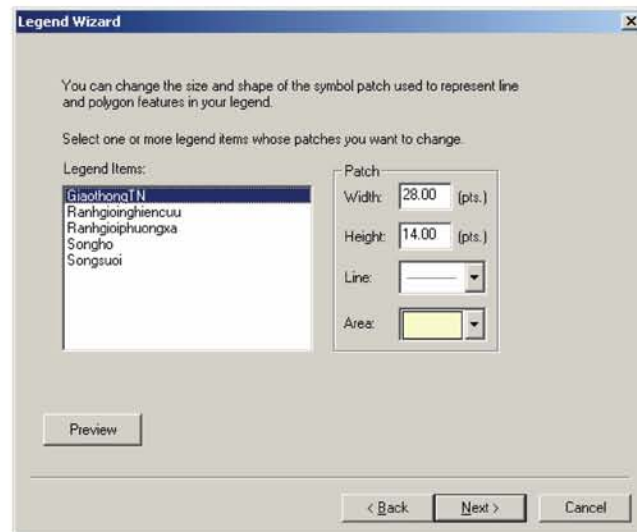 Legend Wizard
You can change the size and shape of the symbol patch used to represent line
and polygon features in your legend.
Select one or more legend items whose patches you want to change.
Legend Items:
GiaothongTN
Ranhgioinghiencuu
Ranhgioiphuongxa
Songho
Songsuoi
Patch
Width: 28.00 (pts.)
Height: 14.00 (pts.)
Line:
Area:
Preview
< Back Next > Cancel